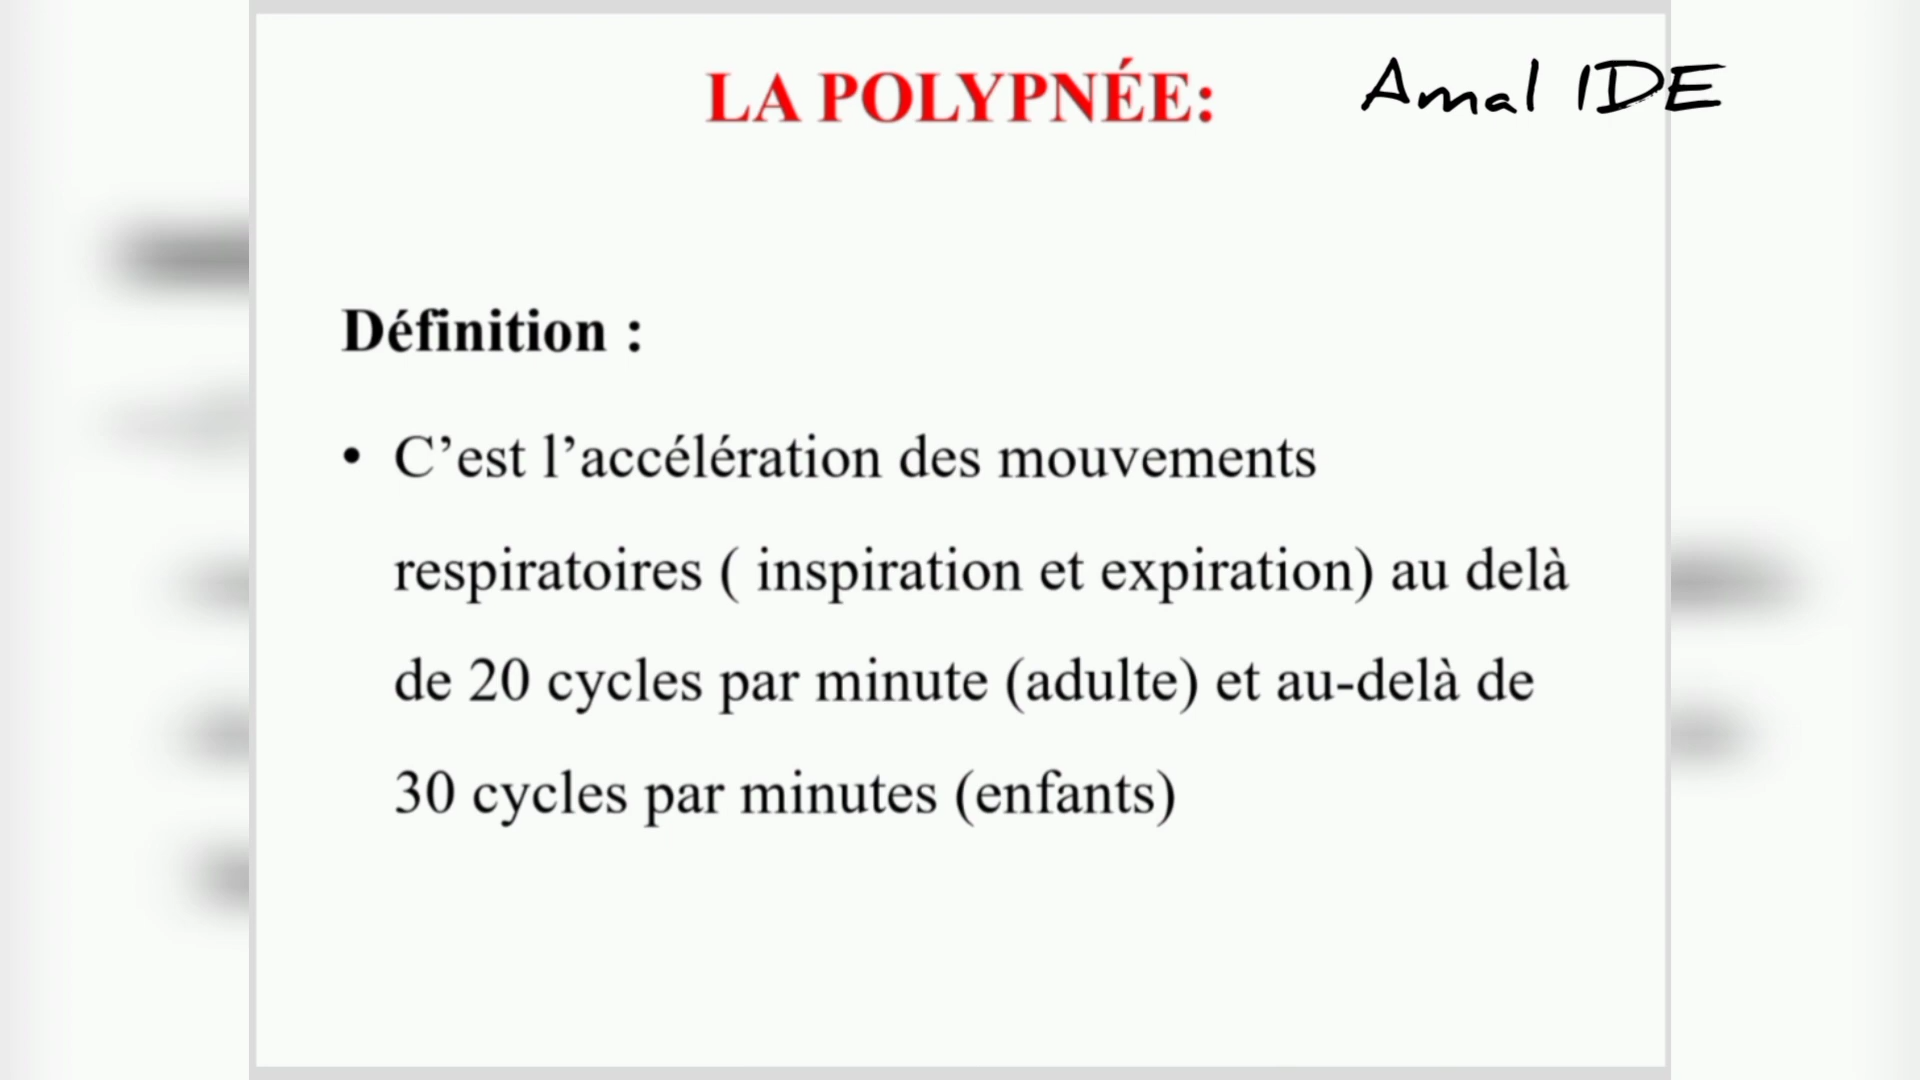 LA POLYPNÉE:
Amal IDE
Définition :
• C’est l’accélération des mouvements
respiratoires ( inspiration et expiration) au delà
de 20 cycles par minute (adulte) et au-delà de
30 cycles par minutes (enfants)